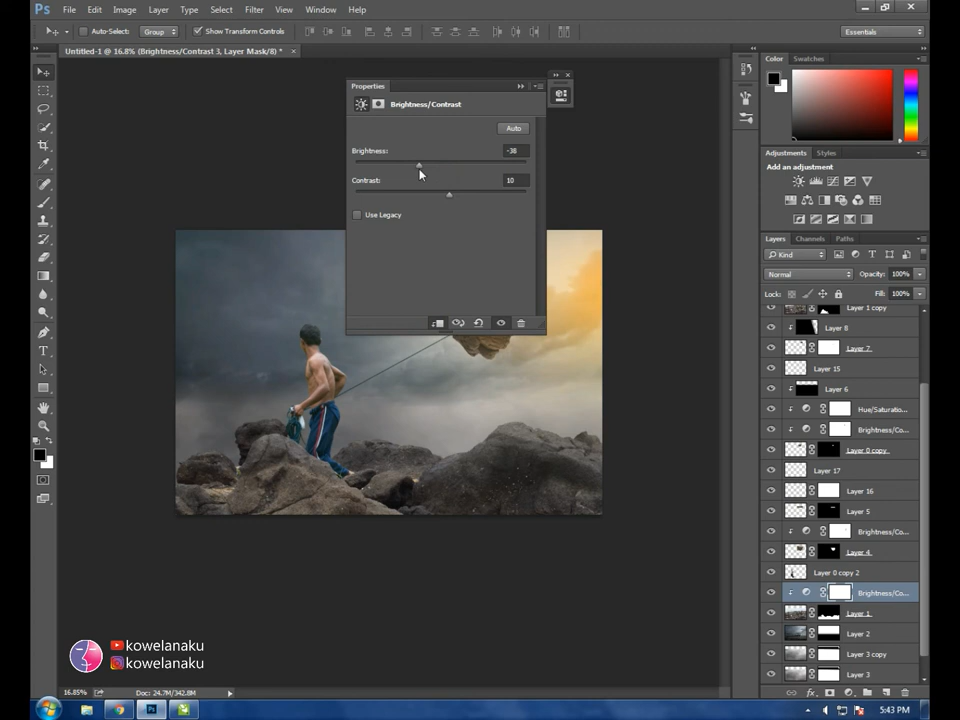 Ps File Edit Image Layer Type Select Filter View Window Help
Auto-Select: Group Show Transform Controls Essentials
Untitled-1 @ 16.8% (Brightness/Contrast 3, Layer Mask/8) * ×
Properties
Brightness/Contrast
Auto
Brightness: -38
Contrast: 10
Use Legacy
Color Swatches
Adjustments Styles
Add an adjustment
Layers Channels Paths
Kind
Normal Opacity: 100%
Lock: Fill: 100%
Layer 1 copy
Layer 8
Layer 7
Layer 15
Layer 6
Hue/Saturatio...
Brightness/Co...
Layer 0 copy
Layer 17
Layer 16
Layer 5
Brightness/Co...
Layer 4
Layer 0 copy 2
Brightness/Co...
Layer 1
Layer 2
Layer 3 copy
Layer 3
kowelanaku
kowelanaku
16.85% Doc: 24.7M/342.8M
5:43 PM